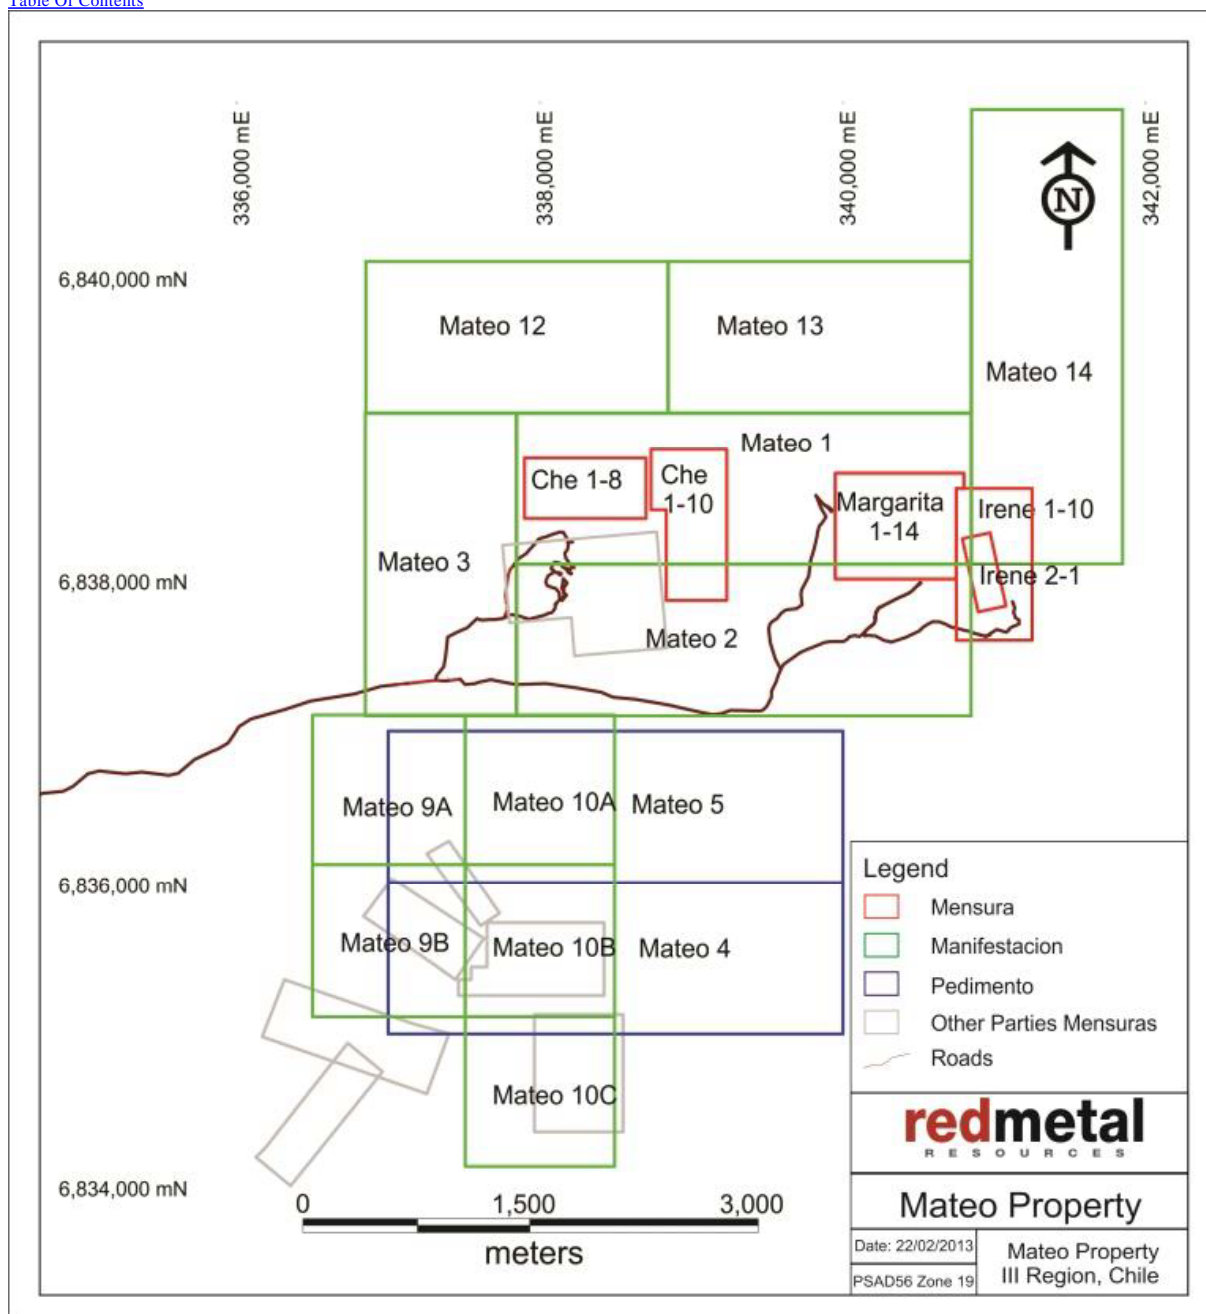 Table Of Contents
336,000 mE
338,000 mE
340,000 mE
342,000 mE
N
6,840,000 mN
Mateo 12
Mateo 13
Mateo 14
Mateo 1
Che 1-8
Che
1-10
Margarita
1-14
Irene 1-10
Mateo 3
6,838,000 mN
Irene 2-1
Mateo 2
Mateo 9A
Mateo 10A
Mateo 5
6,836,000 mN
Mateo 9B
Mateo 10B
Mateo 4
Mateo 10C
6,834,000 mN
0
1,500
3,000
meters
Legend
Mensura
Manifestacion
Pedimento
Other Parties Mensuras
Roads
redmetal
RESOURCES
Mateo Property
Date: 22/02/2013
PSAD56 Zone 19
Mateo Property
III Region, Chile